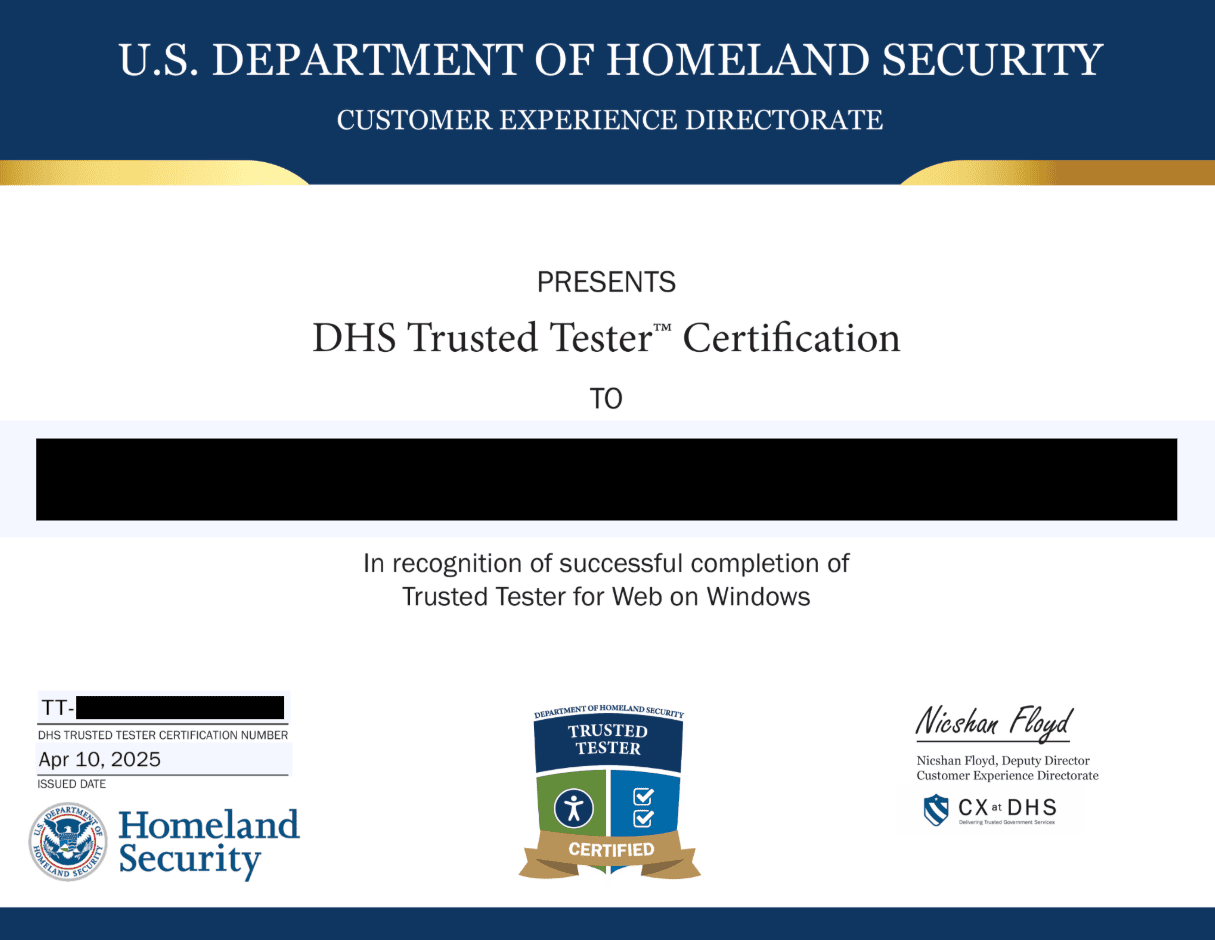 U.S. DEPARTMENT OF HOMELAND SECURITY
CUSTOMER EXPERIENCE DIRECTORATE
PRESENTS
DHS Trusted Tester™ Certification
TO
In recognition of successful completion of
Trusted Tester for Web on Windows
TT-
DHS TRUSTED TESTER CERTIFICATION NUMBER
Apr 10, 2025
ISSUED DATE
U.S. DEPARTMENT OF
HOMELAND SECURITY
Homeland
Security
DEPARTMENT OF HOMELAND SECURITY
TRUSTED
TESTER
CERTIFIED
Nicshan Floyd
Nicshan Floyd, Deputy Director
Customer Experience Directorate
CX at DHS
Delivering Trusted Government Services